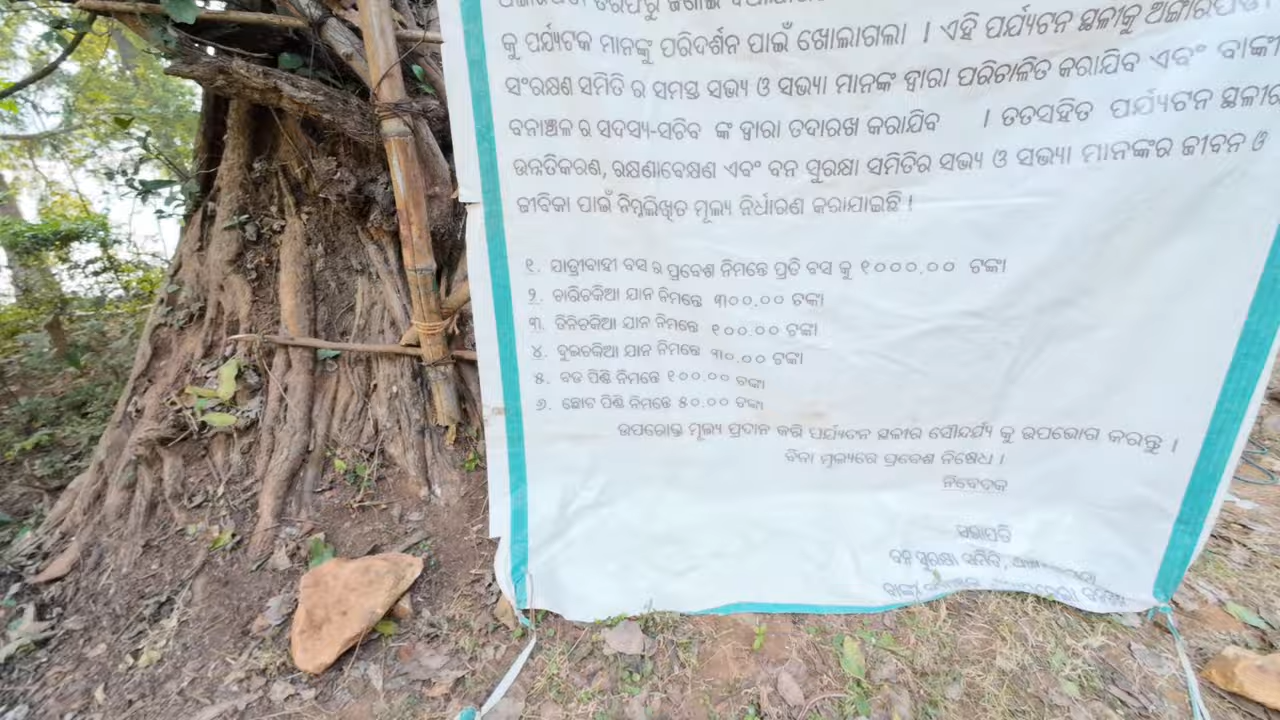 କୁ ପର୍ଯ୍ୟଟକ ମାନଙ୍କୁ ପରିଦର୍ଶନ ପାଇଁ ଖୋଲାଗଲା । ଏହି ପର୍ଯ୍ୟଟନ ସ୍ଥଳୀକୁ
ସଂରକ୍ଷଣ ସମିତି ର ସମସ୍ତ ସଭ୍ୟ ଓ ସଭ୍ୟା ମାନଙ୍କ ଦ୍ୱାରା ପରିଚାଳିତ କରାଯିବ ଏବଂ
ବନାଞ୍ଚଳ ର ସଦସ୍ୟ-ସଚିବ ଙ୍କ ଦ୍ୱାରା ତଦାରଖ କରାଯିବ । ତତସହିତ ପର୍ଯ୍ୟଟନ ସ୍ଥଳୀର
ଉନ୍ନତିକରଣ, ରକ୍ଷଣାବେକ୍ଷଣ ଏବଂ ବନ ସୁରକ୍ଷା ସମିତିର ସଭ୍ୟ ଓ ସଭ୍ୟା ମାନଙ୍କର ଜୀବନ ଓ
ଜୀବିକା ପାଇଁ ନିମ୍ନଲିଖିତ ମୂଲ୍ୟ ନିର୍ଧାରଣ କରାଯାଇଛି ।
୧. ଯାତ୍ରୀବାହୀ ବସ ର ପ୍ରବେଶ ନିମନ୍ତେ ପ୍ରତି ବସ କୁ ୧୦୦୦.୦୦ ଟଙ୍କା
୨. ଚାରିଚକିଆ ଯାନ ନିମନ୍ତେ ୩୦୦.୦୦ ଟଙ୍କା
୩. ତିନିଚକିଆ ଯାନ ନିମନ୍ତେ ୧୦୦.୦୦ ଟଙ୍କା
୪. ଦୁଇଚକିଆ ଯାନ ନିମନ୍ତେ ୩୦.୦୦ ଟଙ୍କା
୫. ବଡ ପିଣ୍ଡି ନିମନ୍ତେ ୧୦୦.୦୦ ଟଙ୍କା
୬. ଛୋଟ ପିଣ୍ଡି ନିମନ୍ତେ ୫୦.୦୦ ଟଙ୍କା
ଉପରୋକ୍ତ ମୂଲ୍ୟ ପ୍ରଦାନ କରି ପର୍ଯ୍ୟଟନ ସ୍ଥଳୀର ସୌନ୍ଦର୍ଯ୍ୟ କୁ ଉପଭୋଗ କରନ୍ତୁ ।
ବିନା ମୂଲ୍ୟରେ ପ୍ରବେଶ ନିଷେଧ ।
ନିବେଦକ
ସଭାପତି
ବନ ସୁରକ୍ଷା ସମିତି,